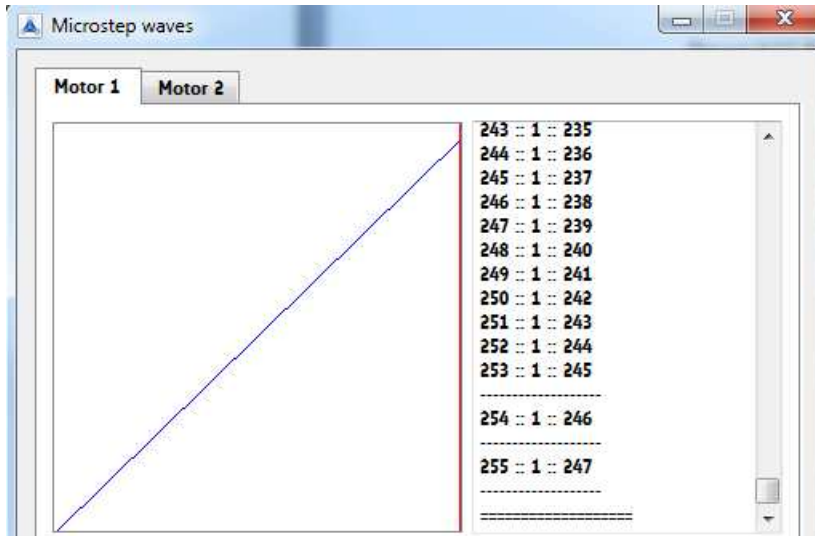 Microstep waves
Motor 1 Motor 2
243 :: 1 :: 235
244 :: 1 :: 236
245 :: 1 :: 237
246 :: 1 :: 238
247 :: 1 :: 239
248 :: 1 :: 240
249 :: 1 :: 241
250 :: 1 :: 242
251 :: 1 :: 243
252 :: 1 :: 244
253 :: 1 :: 245
-------------------
254 :: 1 :: 246
-------------------
255 :: 1 :: 247
-------------------
===================